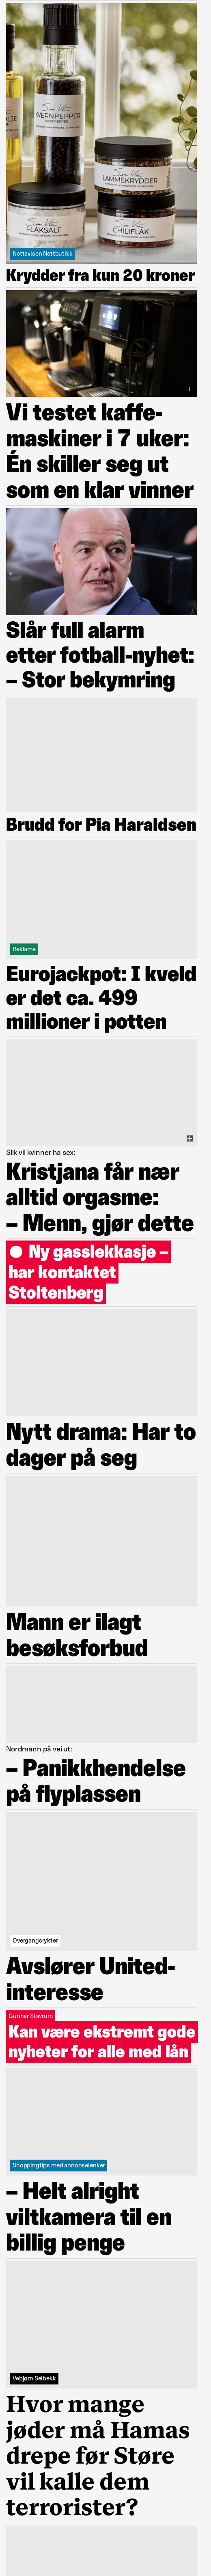 KVERNPEPPER
SORT PEPPER
LAMMEKRYDDER
FLAKSALT
CHILIFLAK
Nettavisen Nettbutikk
Krydder fra kun 20 kroner
Vi testet kaffe-
maskiner i 7 uker:
Én skiller seg ut
som en klar vinner
Slår full alarm
etter fotball-nyhet:
– Stor bekymring
Brudd for Pia Haraldsen
Reklame
Eurojackpot: I kveld
er det ca. 499
millioner i potten
Slik vil kvinner ha sex:
Kristjana får nær
alltid orgasme:
– Menn, gjør dette
Ny gasslekkasje –
har kontaktet
Stoltenberg
Nytt drama: Har to
dager på seg
Mann er ilagt
besøksforbud
Nordmann på vei ut:
– Panikkhendelse
på flyplassen
Overgangsrykter
Avslører United-
interesse
Gunnar Stavrum
Kan være ekstremt gode
nyheter for alle med lån
Shoppingtips med annonselenker
– Helt alright
viltkamera til en
billig penge
Vebjørn Selbekk
Hvor mange
jøder må Hamas
drepe før Støre
vil kalle dem
terrorister?